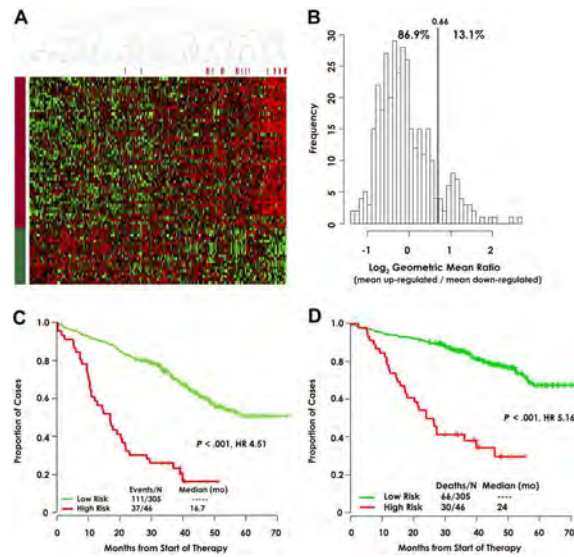 A
B
0.66
86.9%
13.1%
Frequency
30
25
20
15
10
5
0
-1
0
1
2
Log₂ Geometric Mean Ratio
(mean up-regulated / mean down-regulated)
C
Proportion of Cases
1.0
0.8
0.6
0.4
0.2
0.0
P < .001, HR 4.51
Events/N Median (mo)
Low Risk 111/305 -----
High Risk 37/46 16.7
0 10 20 30 40 50 60 70
Months from Start of Therapy
D
Proportion of Cases
1.0
0.8
0.6
0.4
0.2
0.0
P < .001, HR 5.16
Deaths/N Median (mo)
Low Risk 66/305 ----
High Risk 30/46 24
0 10 20 30 40 50 60 70
Months from Start of Therapy